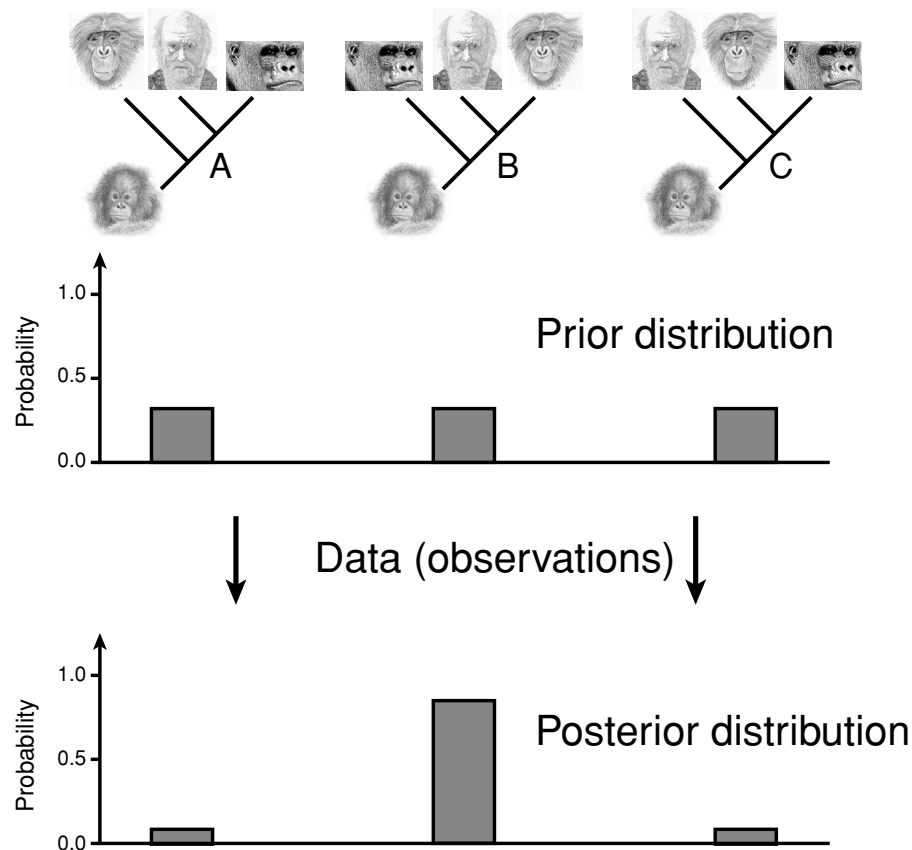 A
B
C
1.0
Prior distribution
0.5
Probability
0.0
Data (observations)
1.0
Posterior distribution
0.5
Probability
0.0